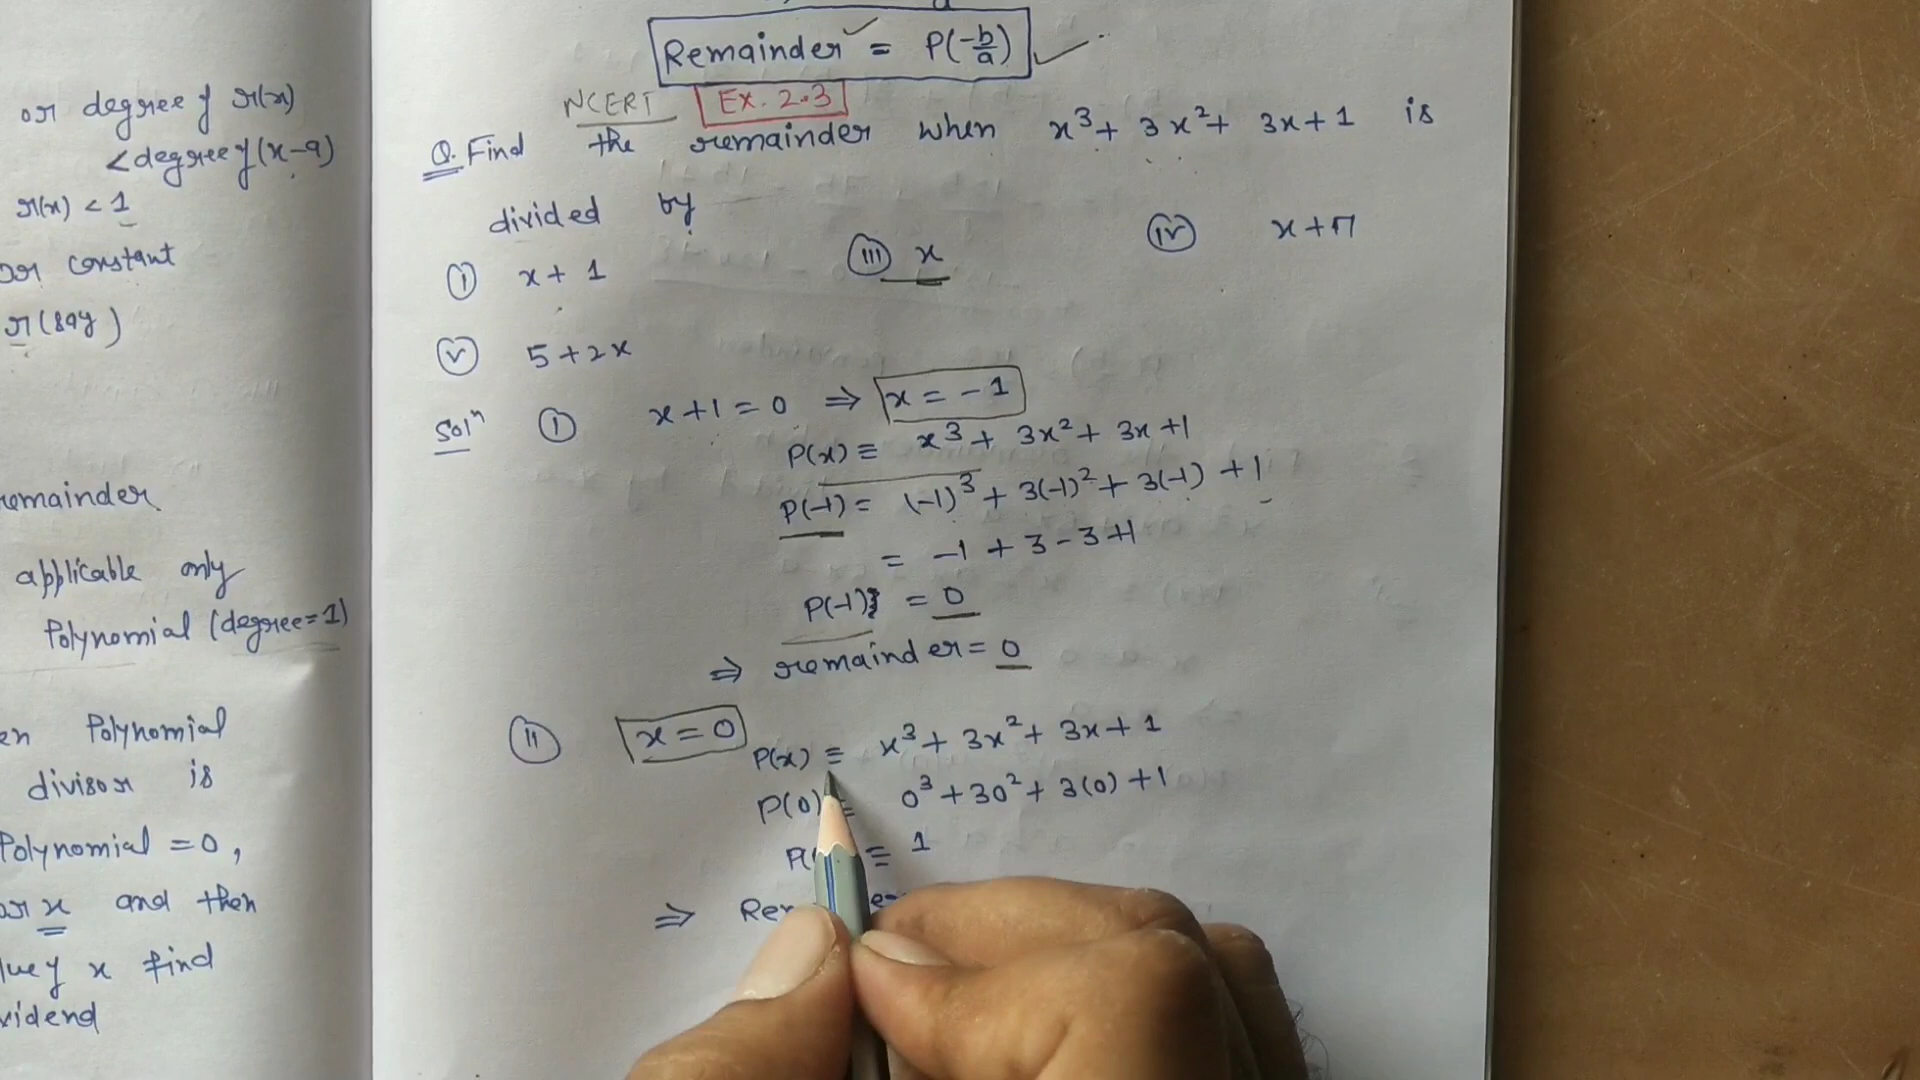 or degree of r(x)
< degree of (x-a)
r(x) < 1
or constant
r (say)
remainder
applicable only
Polynomial (degree=1)
Polynomial
divisor is
Polynomial = 0,
x and then
of x find
Remainder = P(-b/a)
NCERT Ex. 2.3
Q. Find the remainder when x³ + 3x² + 3x + 1 is
divided by
(i) x + 1 (iii) x (iv) x + π
(v) 5 + 2x
Solⁿ (i) x + 1 = 0 ⇒ x = -1
P(x) ≡ x³ + 3x² + 3x + 1
P(-1) = (-1)³ + 3(-1)² + 3(-1) + 1
= -1 + 3 - 3 + 1
P(-1) = 0
⇒ remainder = 0
(ii) x = 0 P(x) ≡ x³ + 3x² + 3x + 1
P(0) = 0³ + 30² + 3(0) + 1
≡ 1
⇒